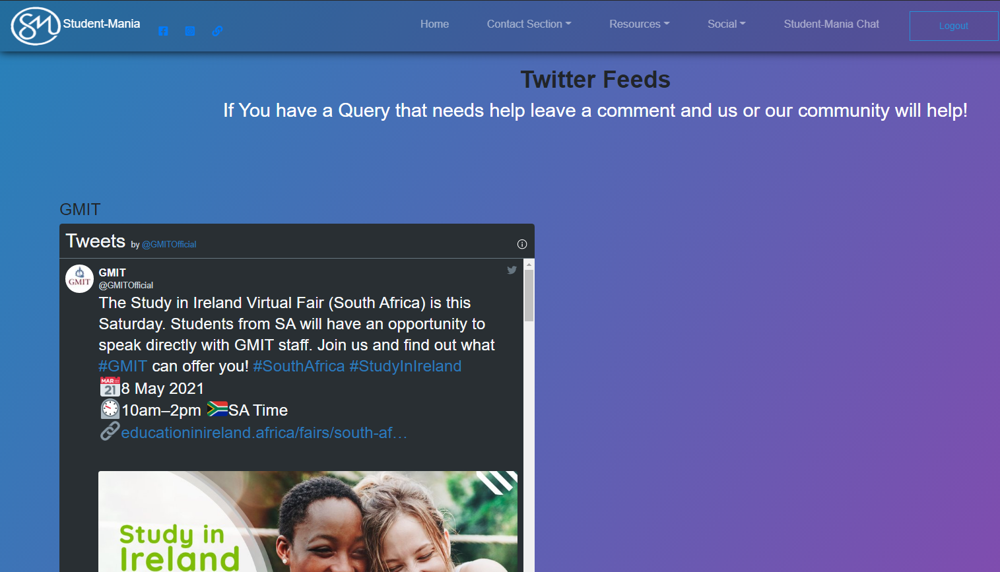 SM Student-Mania Home Contact Section Resources Social Student-Mania Chat Logout
Twitter Feeds
If You have a Query that needs help leave a comment and us or our community will help!
GMIT
Tweets by @GMITOfficial
GMIT
GMIT
@GMITOfficial
The Study in Ireland Virtual Fair (South Africa) is this
Saturday. Students from SA will have an opportunity to
speak directly with GMIT staff. Join us and find out what
#GMIT can offer you! #SouthAfrica #StudyInIreland
📅8 May 2021
🕙10am–2pm 🇿🇦SA Time
🔗educationinireland.africa/fairs/south-af…
Study in
Ireland